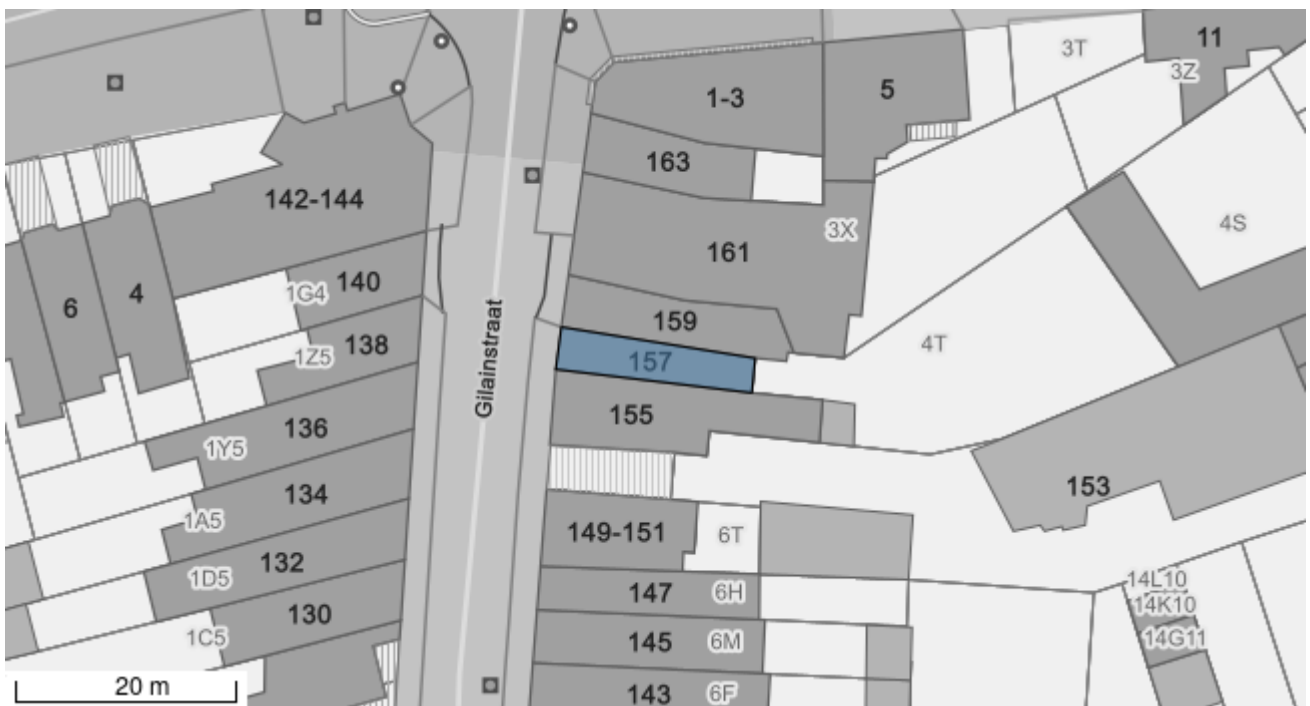 11
3T
3Z
1-3
5
163
142-144
4S
3X
161
140
1G4
6
4
159
138
1Z5
4T
157
Gilainstraat
155
136
1Y5
153
134
1A5
149-151
6T
132
1D5
14L10
147
6H
14K10
130
1C5
145
6M
14G11
20 m
143
6F